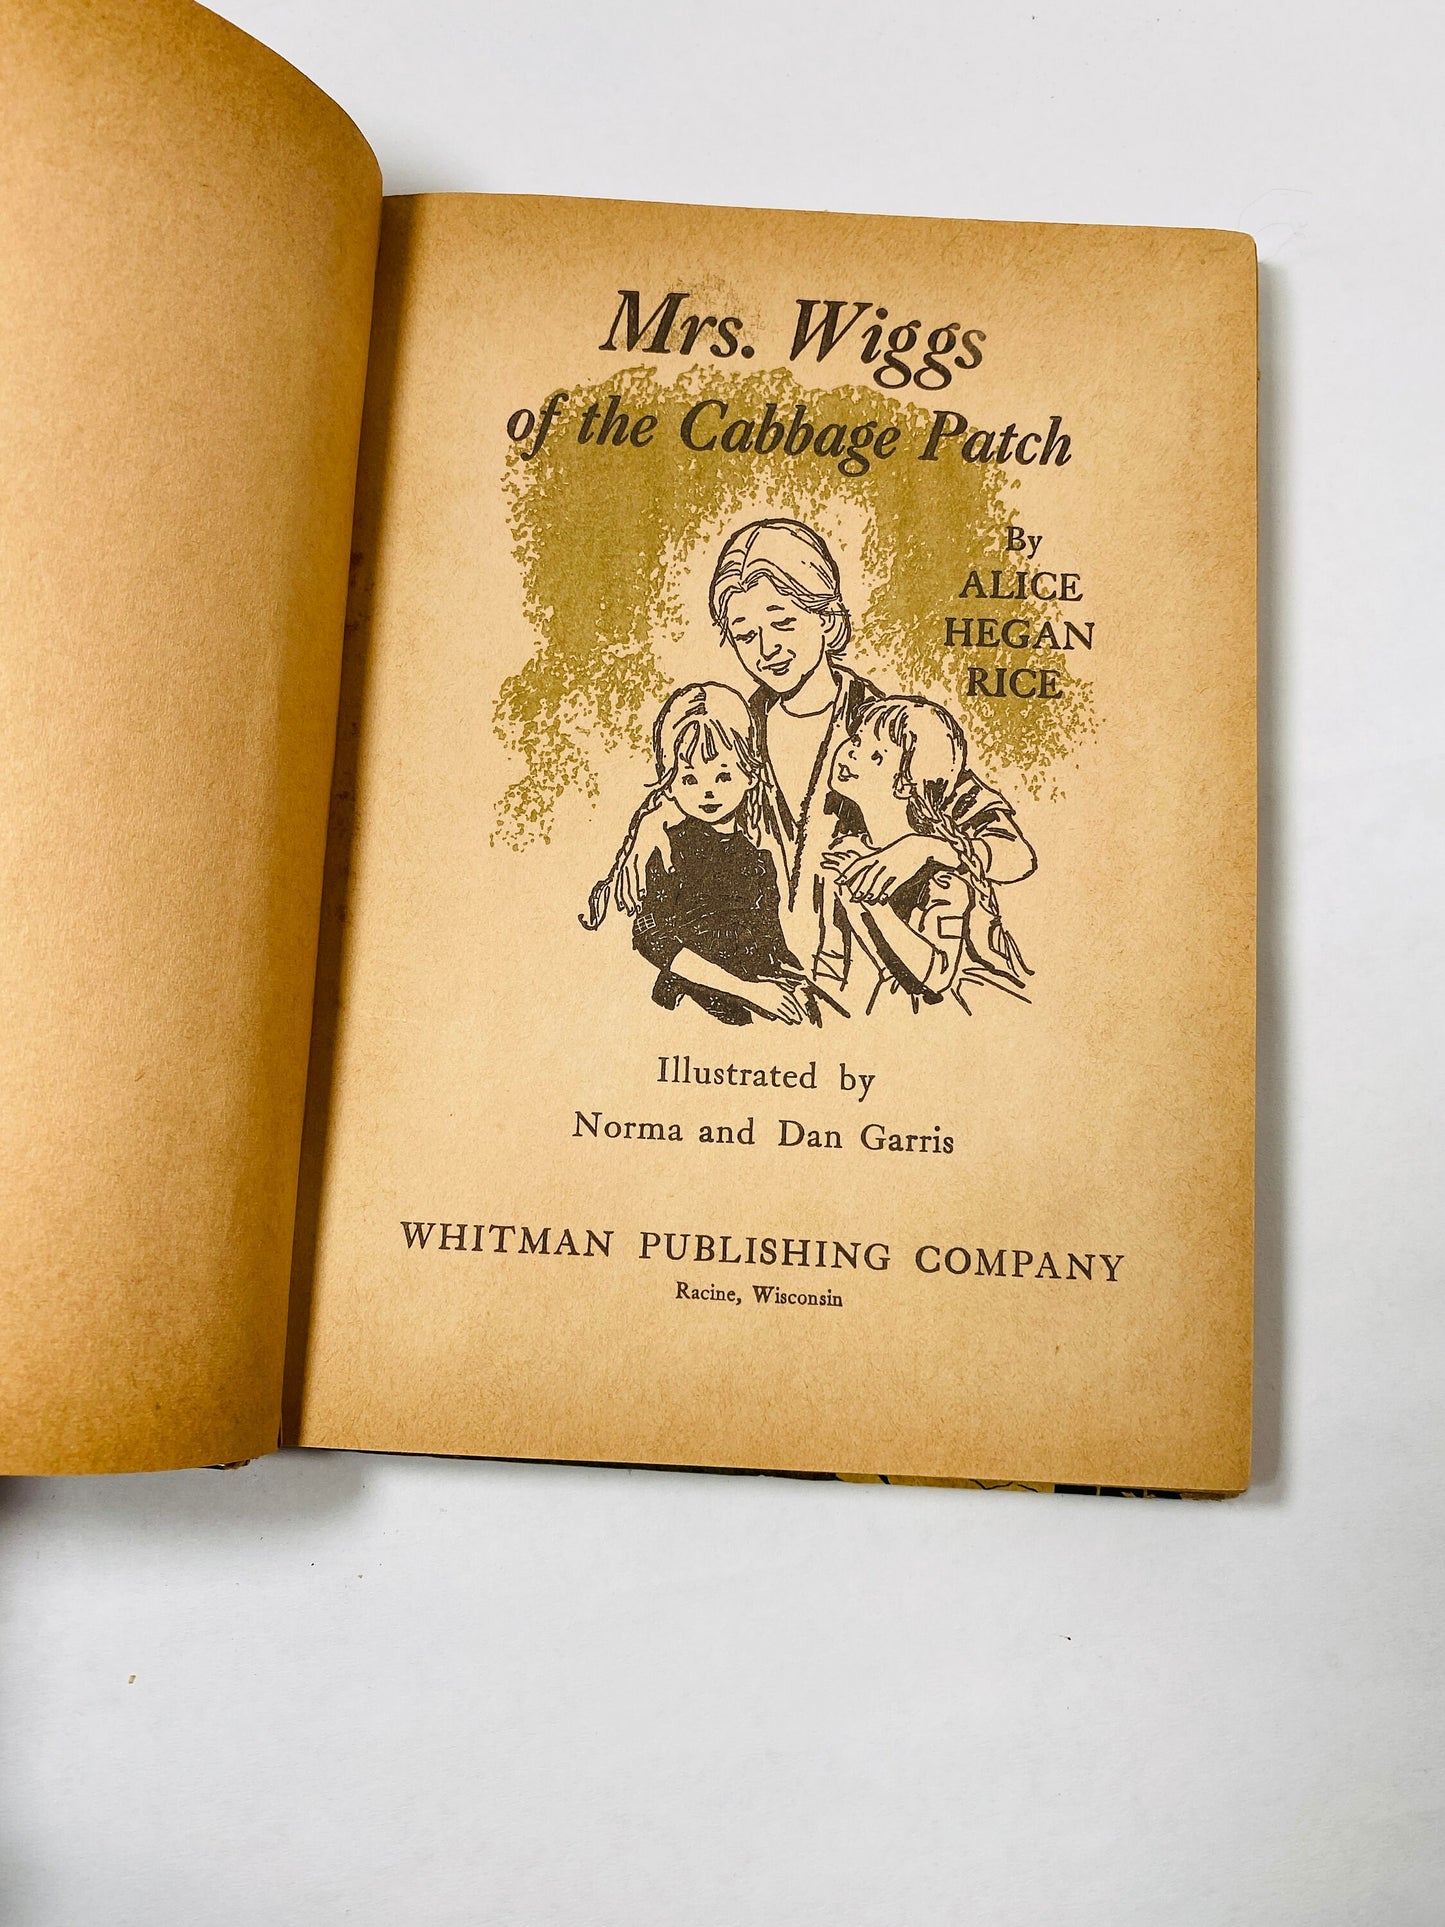 Mrs. Wiggs
of the Cabbage Patch
By
ALICE
HEGAN
RICE
Illustrated by
Norma and Dan Garris
WHITMAN PUBLISHING COMPANY
Racine, Wisconsin